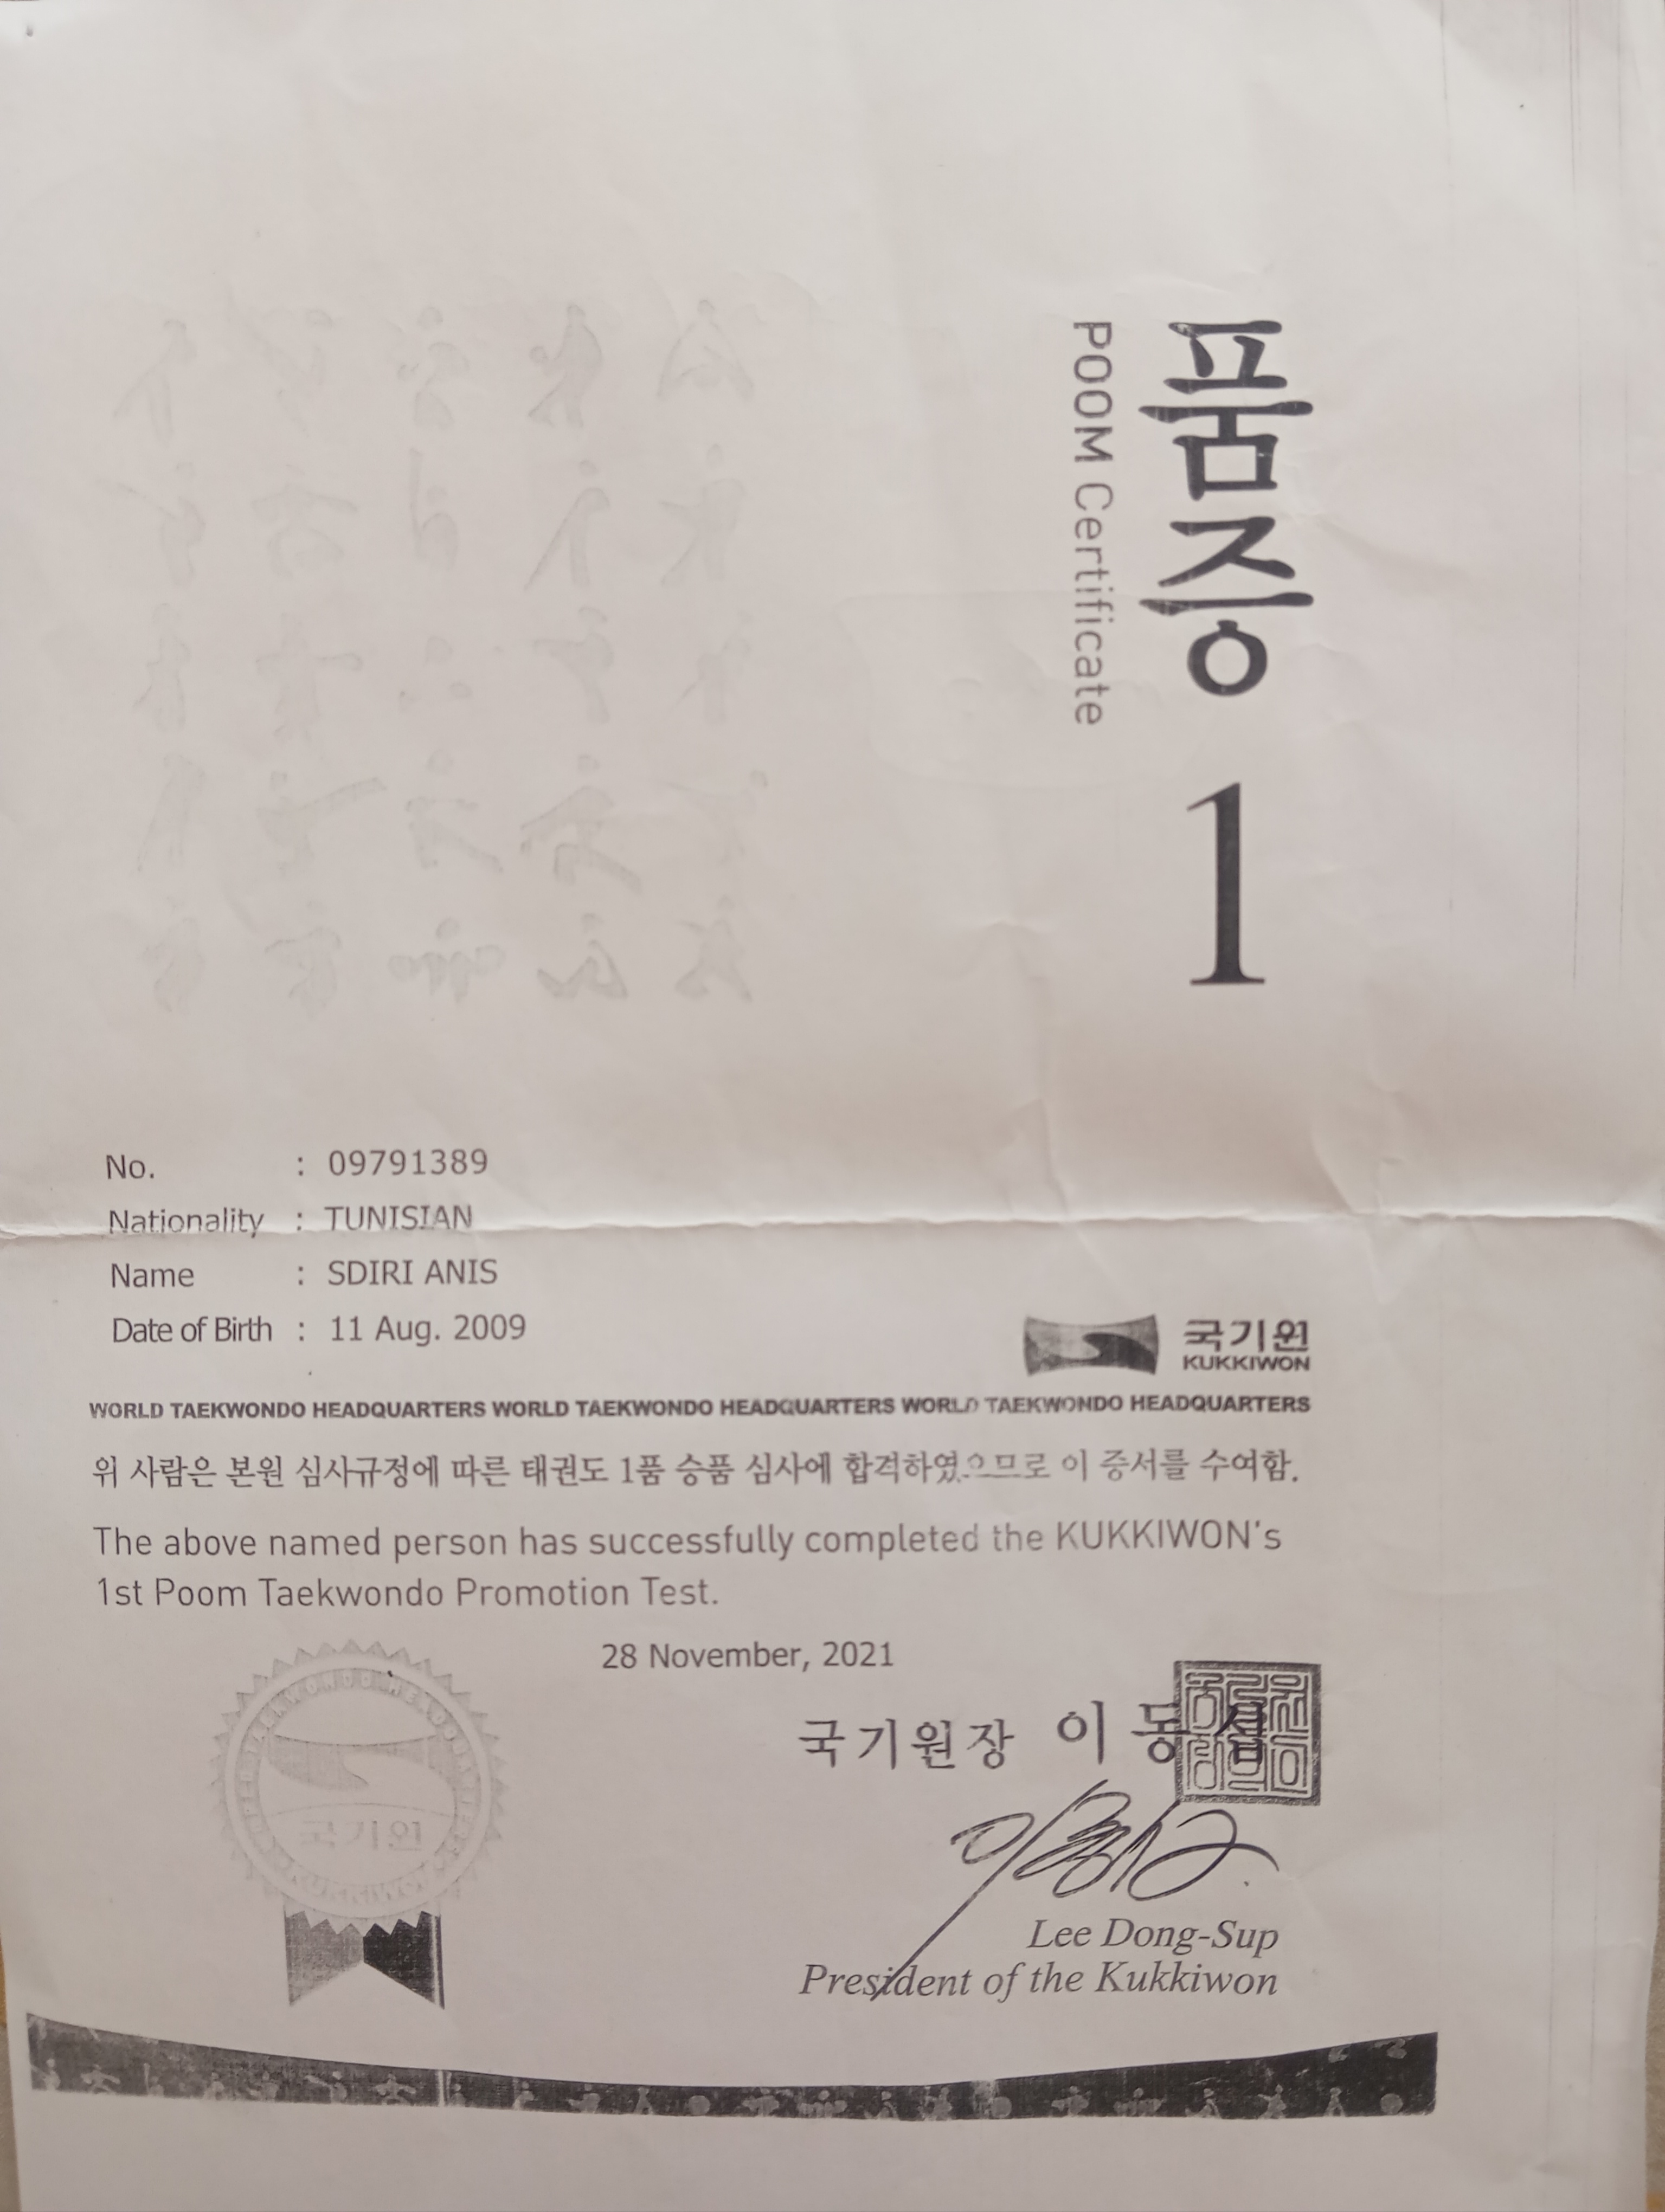 품증
POOM Certificate
1
No. : 09791389
Nationality : TUNISIAN
Name : SDIRI ANIS
Date of Birth : 11 Aug. 2009
국기원
KUKKIWON
WORLD TAEKWONDO HEADQUARTERS WORLD TAEKWONDO HEADQUARTERS WORLD TAEKWONDO HEADQUARTERS
위 사람은 본원 심사규정에 따른 태권도 1품 승품 심사에 합격하였으므로 이 증서를 수여함.
The above named person has successfully completed the KUKKIWON's
1st Poom Taekwondo Promotion Test.
28 November, 2021
국기원장 이 동 섭
국기원
KUKKIWON
Lee Dong-Sup
President of the Kukkiwon